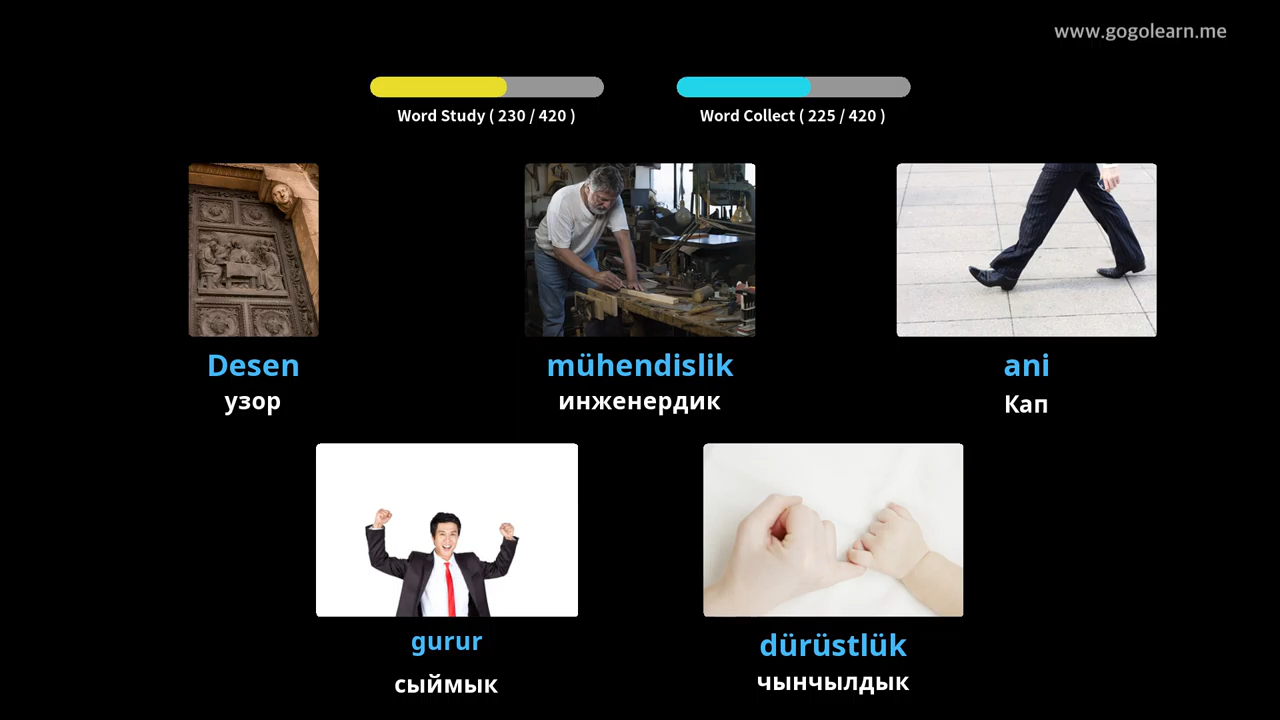 www.gogolearn.me
Word Study ( 230 / 420 )
Word Collect ( 225 / 420 )
Desen
узор
mühendislik
инженердик
ani
Кап
gurur
сыймык
dürüstlük
чынчылдык